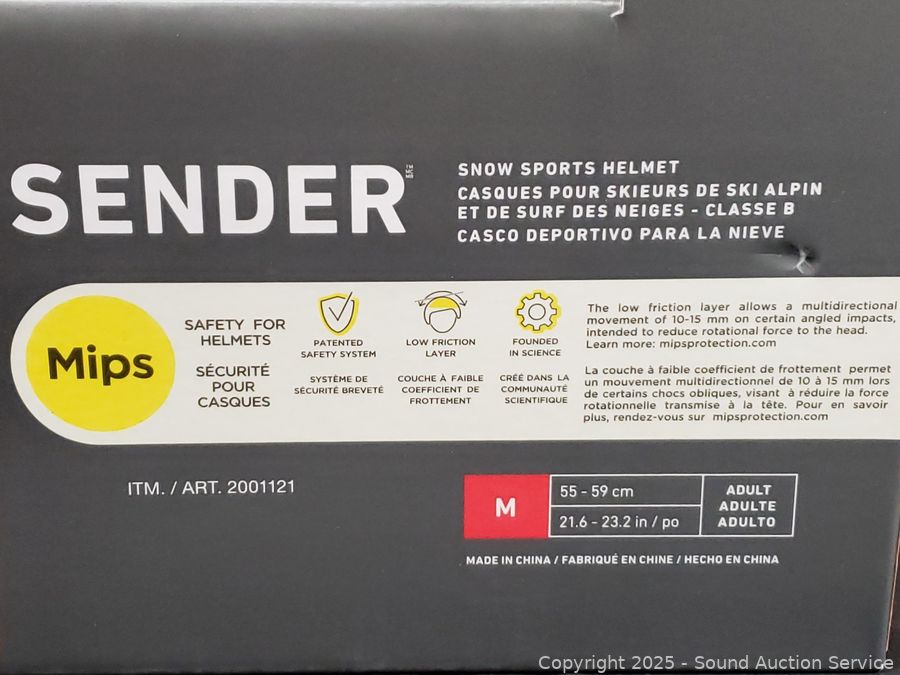 SENDER
SNOW SPORTS HELMET
CASQUES POUR SKIEURS DE SKI ALPIN
ET DE SURF DES NEIGES - CLASSE B
CASCO DEPORTIVO PARA LA NIEVE
Mips
SAFETY FOR
HELMETS
SÉCURITÉ
POUR
CASQUES
PATENTED
SAFETY SYSTEM
SYSTÈME DE
SÉCURITÉ BREVETÉ
LOW FRICTION
LAYER
COUCHE À FAIBLE
COEFFICIENT DE
FROTTEMENT
FOUNDED
IN SCIENCE
CRÉÉ DANS LA
COMMUNAUTÉ
SCIENTIFIQUE
The low friction layer allows a multidirectional
movement of 10-15 mm on certain angled impacts,
intended to reduce rotational force to the head.
Learn more: mipsprotection.com
La couche à faible coefficient de frottement permet
un mouvement multidirectionnel de 10 à 15 mm lors
de certains chocs obliques, visant à réduire la force
rotationnelle transmise à la tête. Pour en savoir
plus, rendez-vous sur mipsprotection.com
ITM. / ART. 2001121
M
55 - 59 cm
21.6 - 23.2 in / po
ADULT
ADULTE
ADULTO
MADE IN CHINA / FABRIQUÉ EN CHINE / HECHO EN CHINA
Copyright 2025 - Sound Auction Service